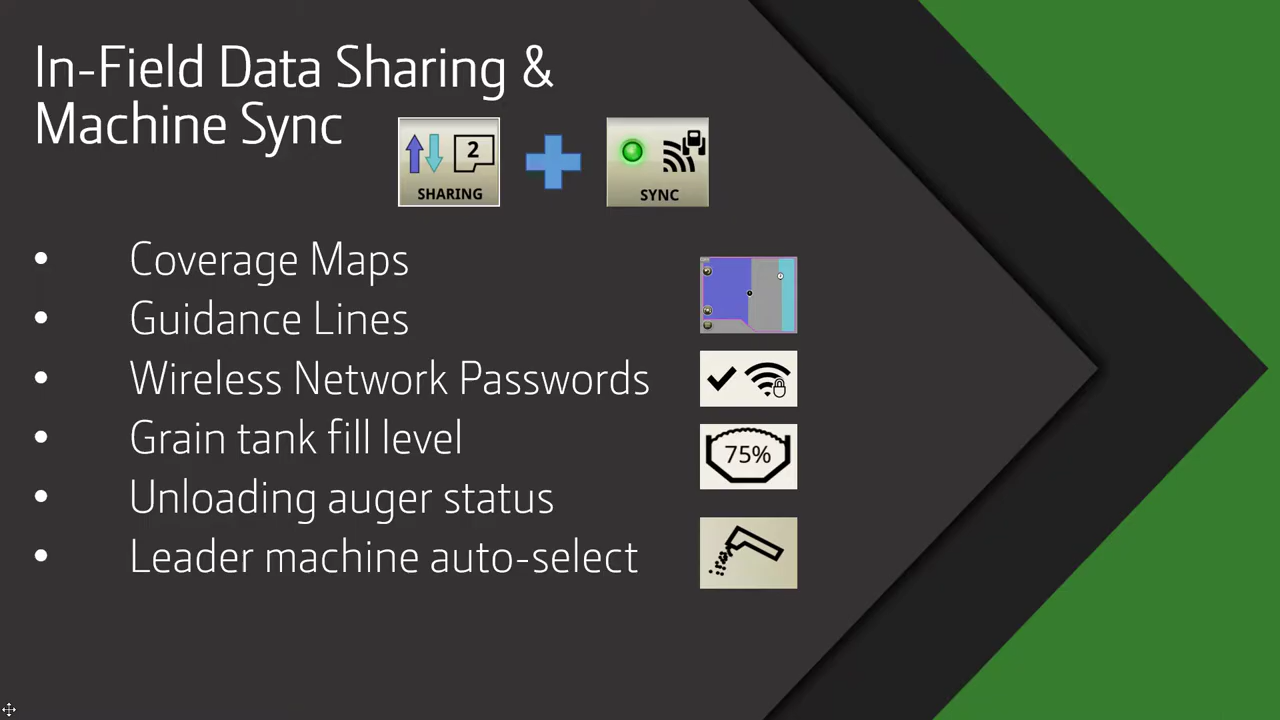 In-Field Data Sharing &
Machine Sync
2
SHARING
SYNC
• Coverage Maps
• Guidance Lines
• Wireless Network Passwords
• Grain tank fill level
75%
• Unloading auger status
• Leader machine auto-select